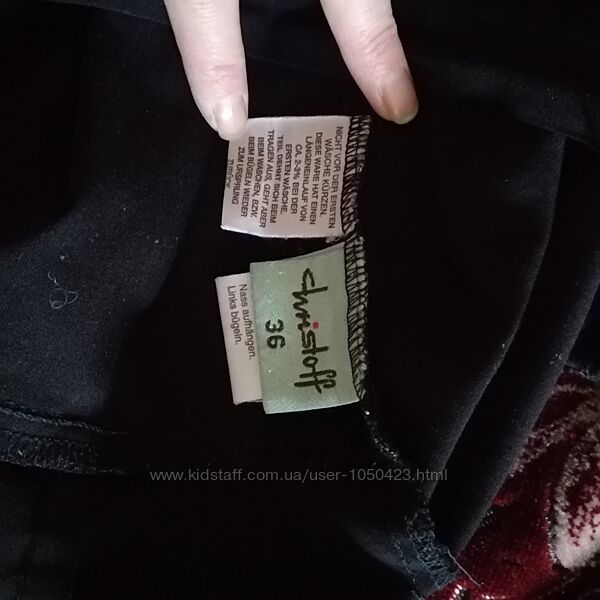 NICHT VOR DER ERSTEN
WÄSCHE KÜRZEN.
DIESE WARE HAT EINEN
LÄNGENEINLAUF VON
CA. 2-3% BEI DER
ERSTEN WÄSCHE.
TEIL DEHNT SICH BEIM
TRAGEN AUS, GEHT ABER
BEIM WASCHEN, BZW.
BEIM BÜGELN WIEDER
ZUM URSPRUNG
ZURÜCK.
christoff
36
Nass aufhängen.
Links bügeln.
www.kidstaff.com.ua/user-1050423.html